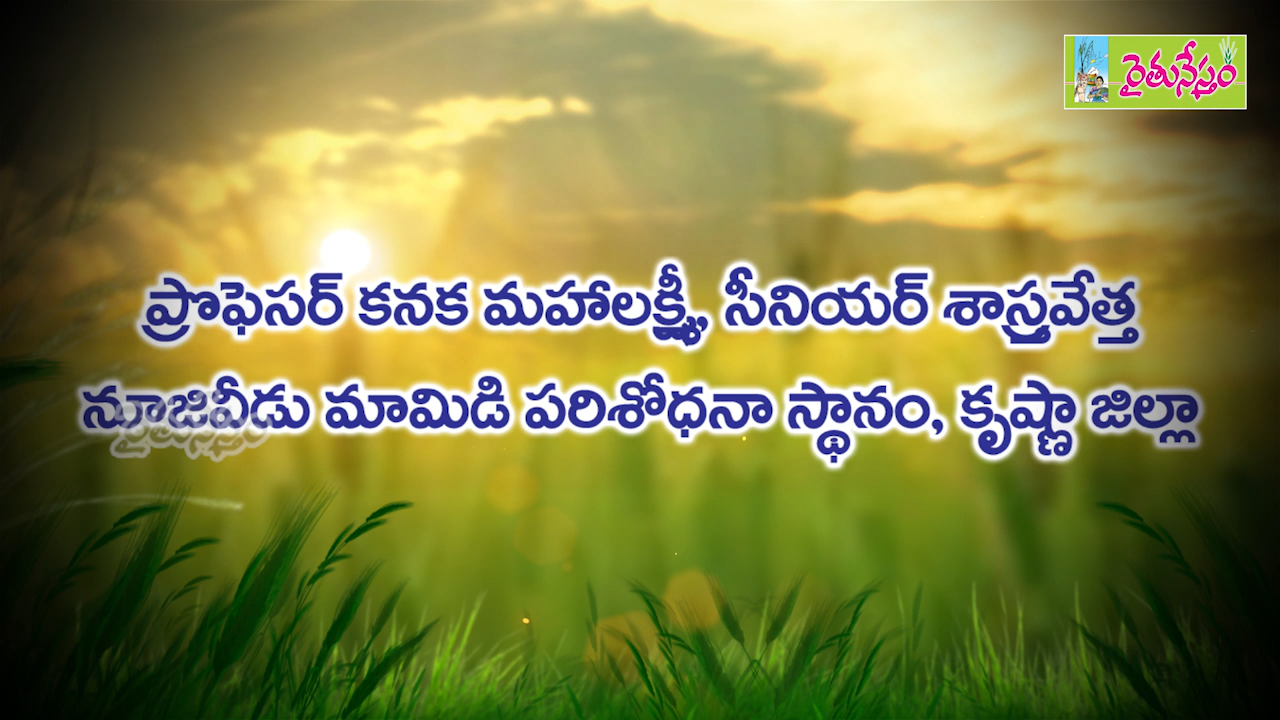 రైతునేస్తం
ప్రొఫెసర్ కనక మహాలక్ష్మీ, సీనియర్ శాస్త్రవేత్త
నూజివీడు మామిడి పరిశోధనా స్థానం, కృష్ణా జిల్లా
రైతునేస్తం